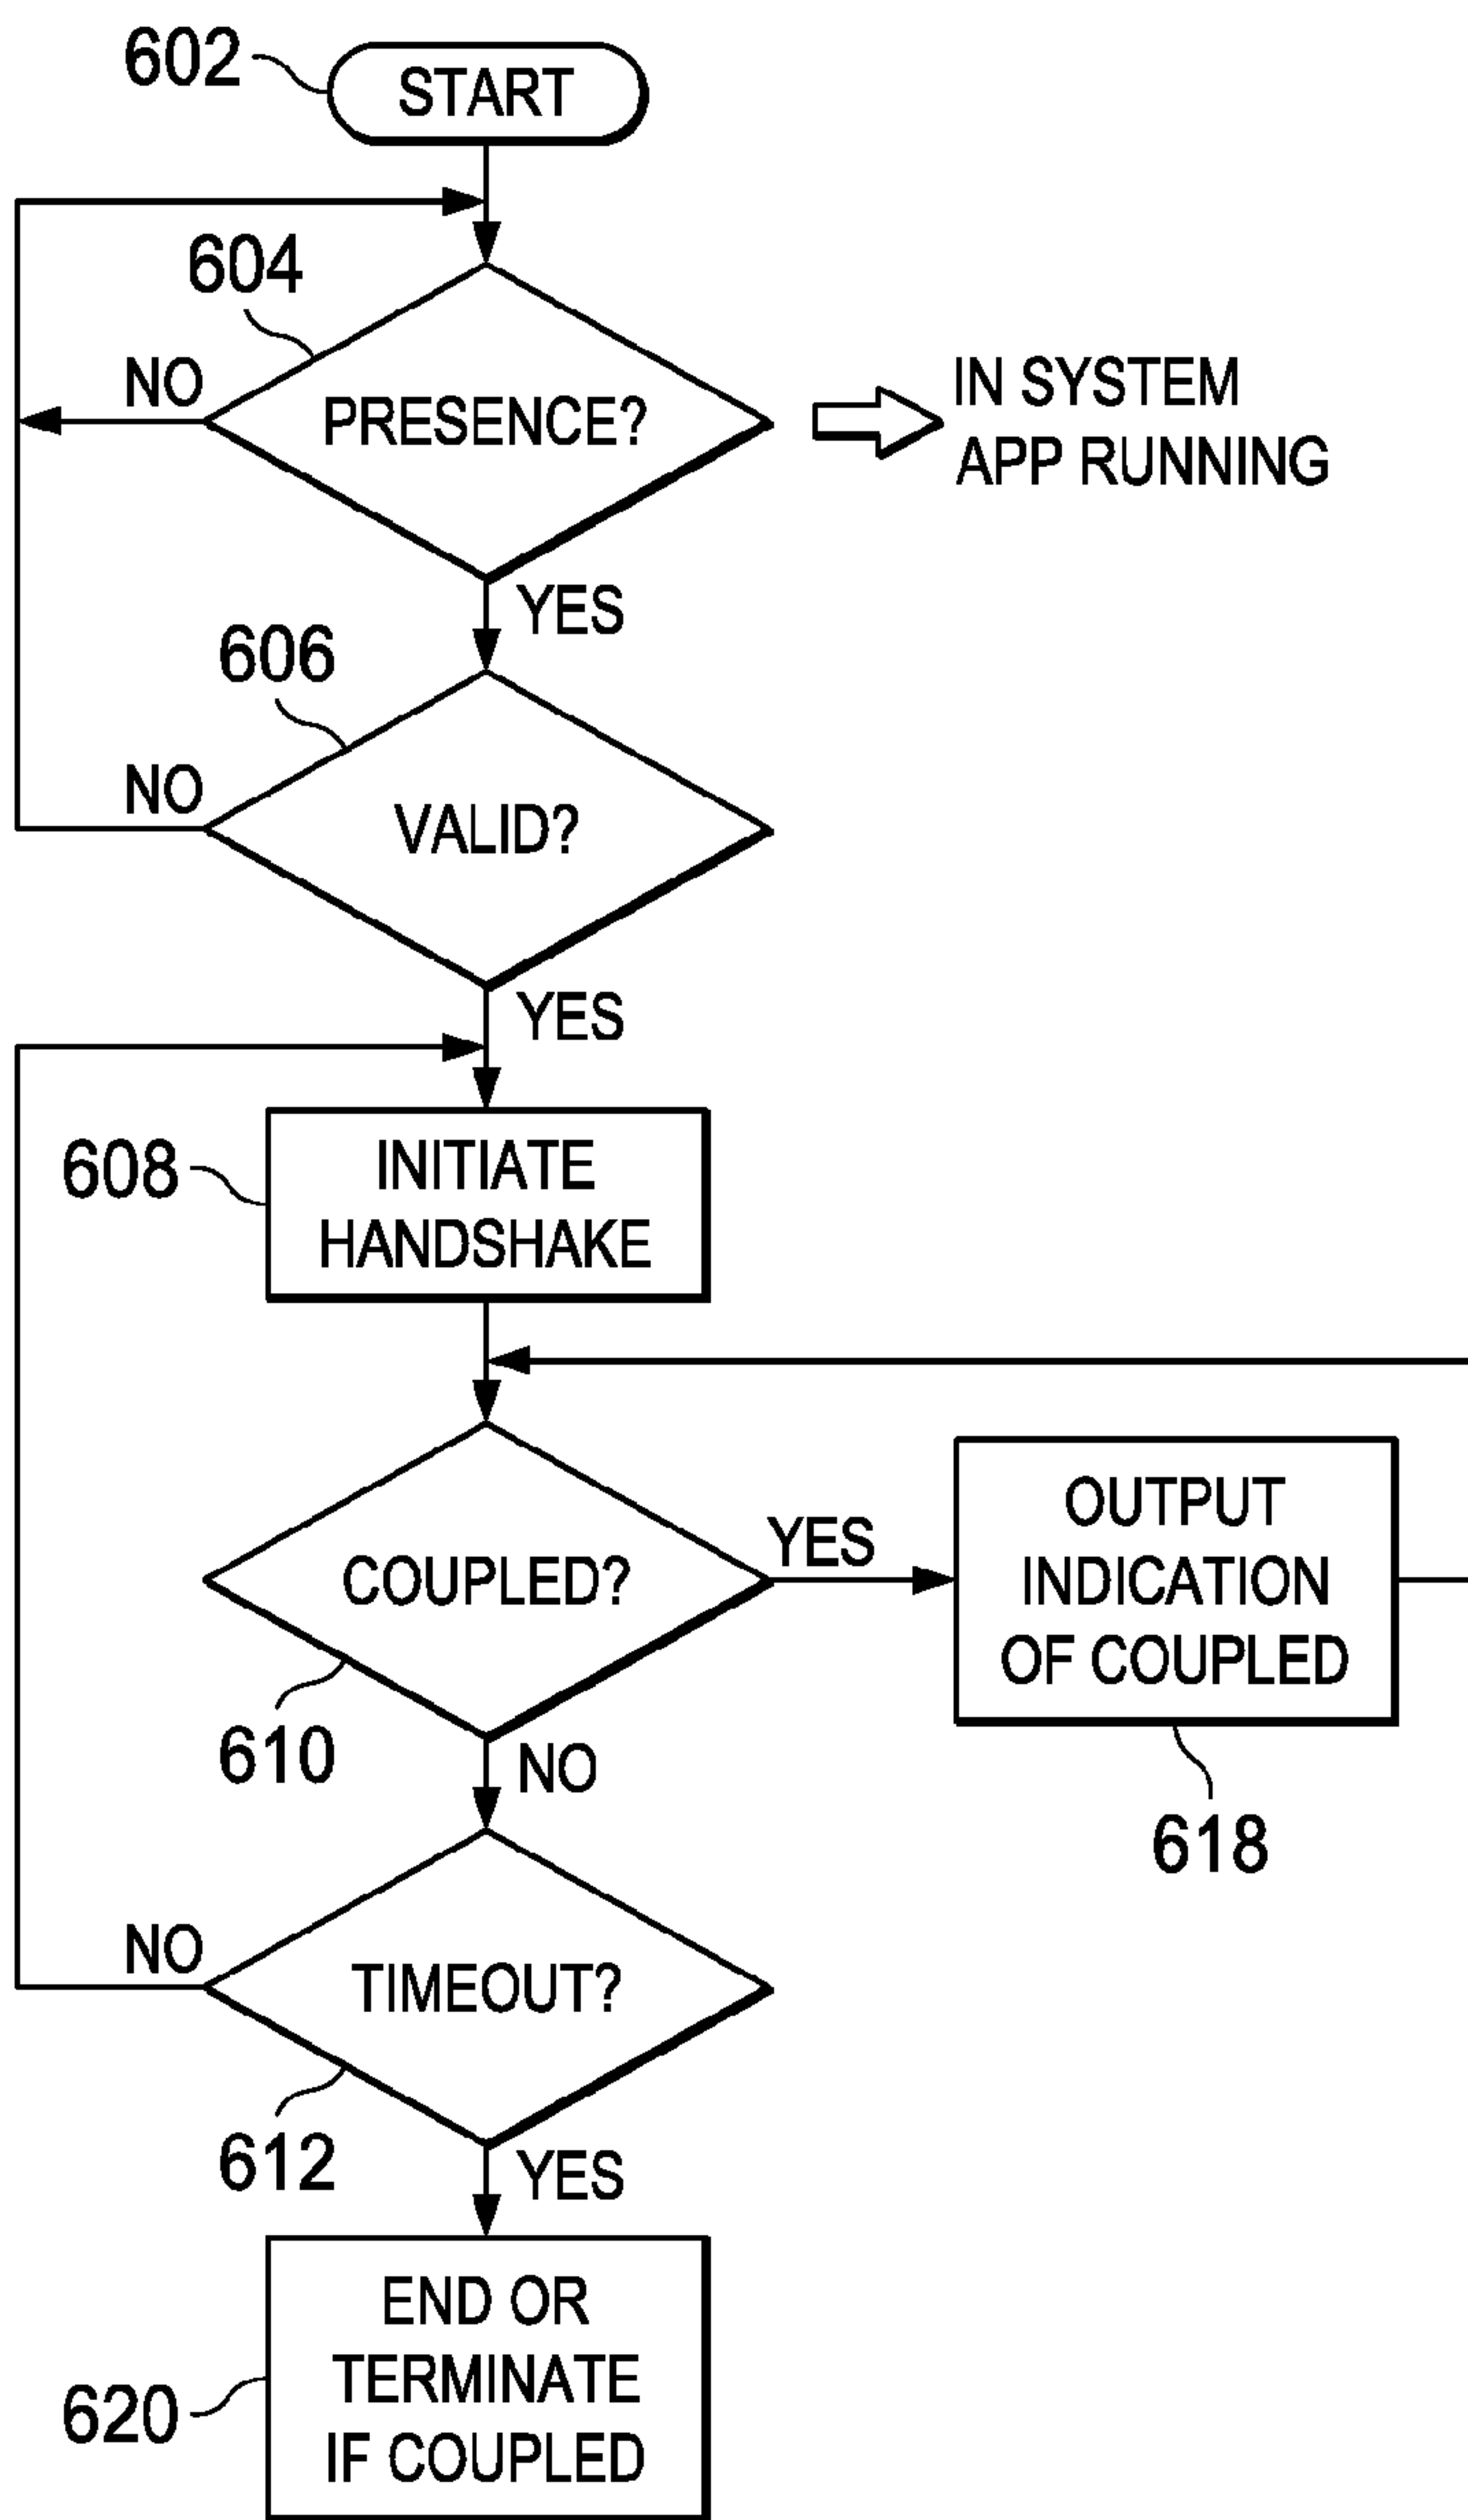 602
START
604
NO
PRESENCE?
IN SYSTEM
APP RUNNING
YES
606
NO
VALID?
YES
608
INITIATE
HANDSHAKE
COUPLED?
YES
OUTPUT
INDICATION
OF COUPLED
610
NO
618
NO
TIMEOUT?
612
YES
620
END OR
TERMINATE
IF COUPLED